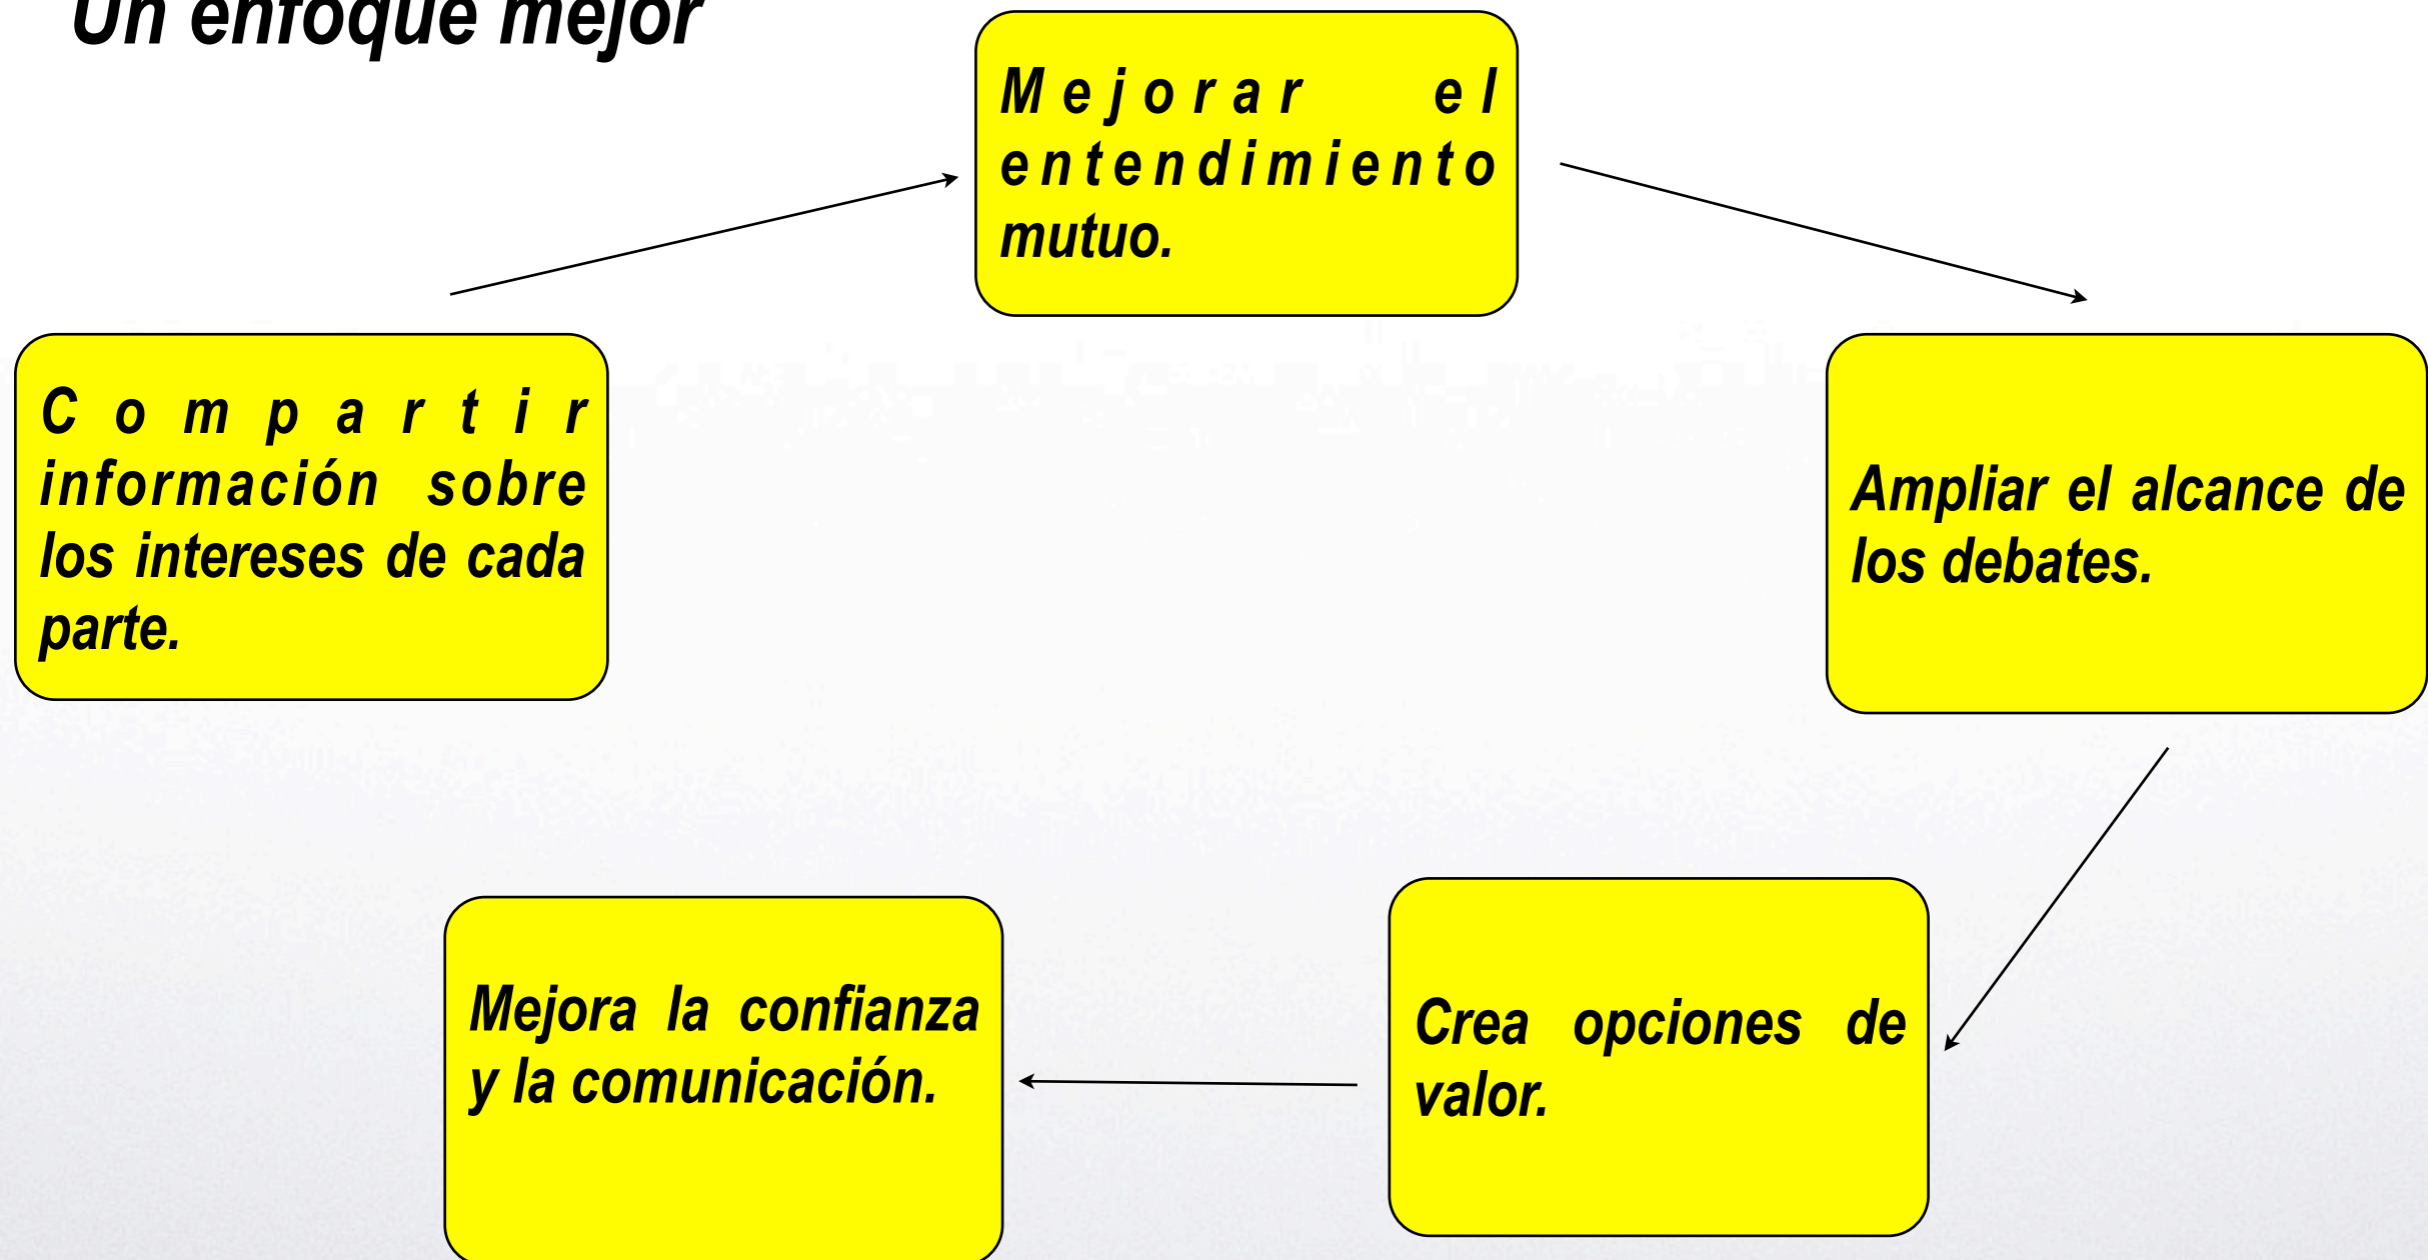 Un enfoque mejor
Mejorar el
entendimiento
mutuo.
Compartir
información sobre
los intereses de cada
parte.
Ampliar el alcance de
los debates.
Mejora la confianza
y la comunicación.
Crea opciones de
valor.